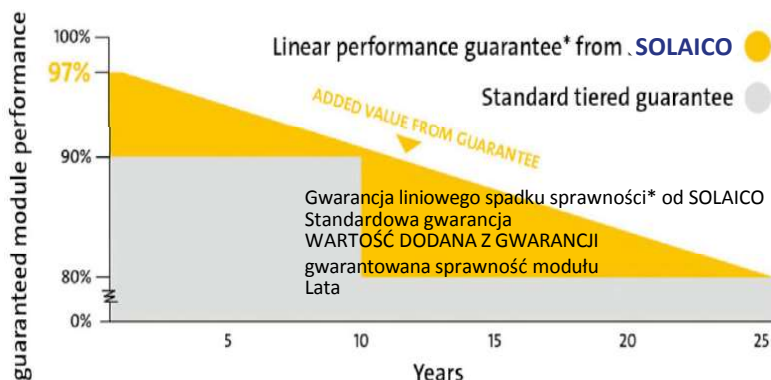 100%
Linear performance guarantee* from SOLAICO
97%
Standard tiered guarantee
ADDED VALUE FROM GUARANTEE
90%
Gwarancja liniowego spadku sprawności* od SOLAICO
Standardowa gwarancja
WARTOŚĆ DODANA Z GWARANCJI
gwarantowana sprawność modułu
80%
Lata
0%
5
10
15
20
25
Years
guaranteed module performance